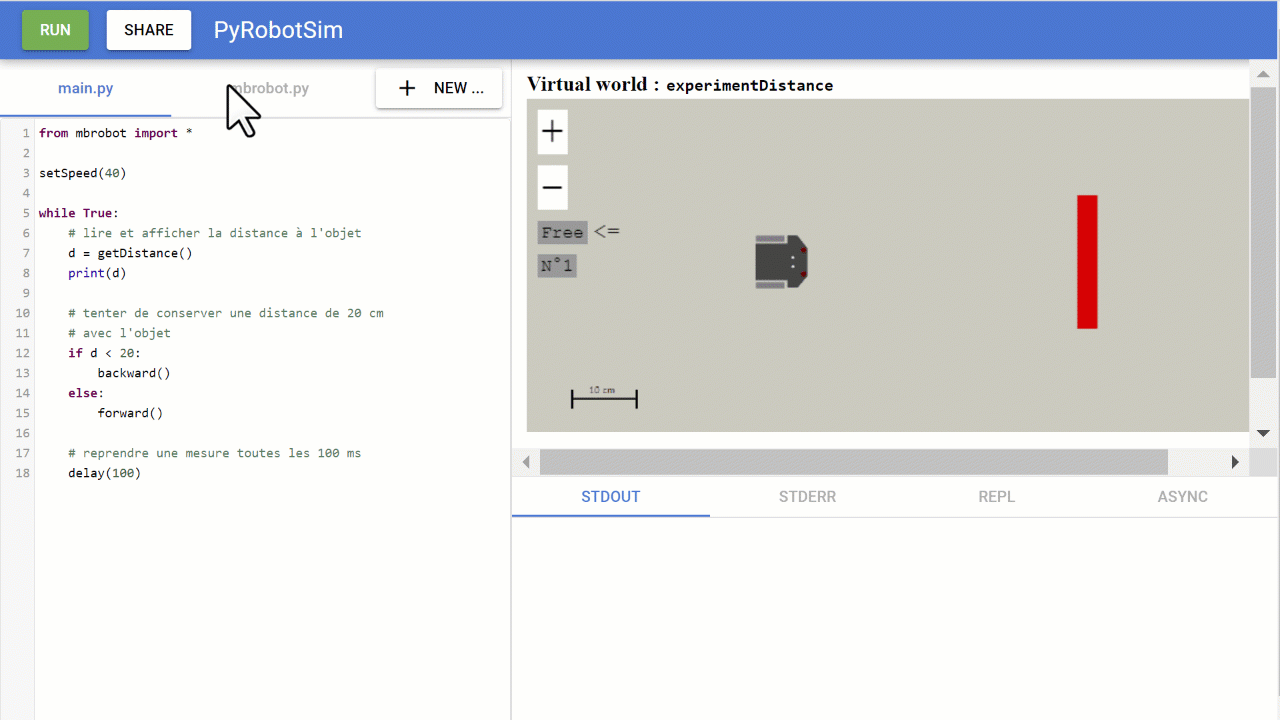 RUN SHARE PyRobotSim
main.py mbrobot.py + NEW ...
1 from mbrobot import *
2
3 setSpeed(40)
4
5 while True:
6 # lire et afficher la distance à l'objet
7 d = getDistance()
8 print(d)
9
10 # tenter de conserver une distance de 20 cm
11 # avec l'objet
12 if d < 20:
13 backward()
14 else:
15 forward()
16
17 # reprendre une mesure toutes les 100 ms
18 delay(100)
Virtual world : experimentDistance
+
−
Free <=
N°1
10 cm
STDOUT STDERR REPL ASYNC